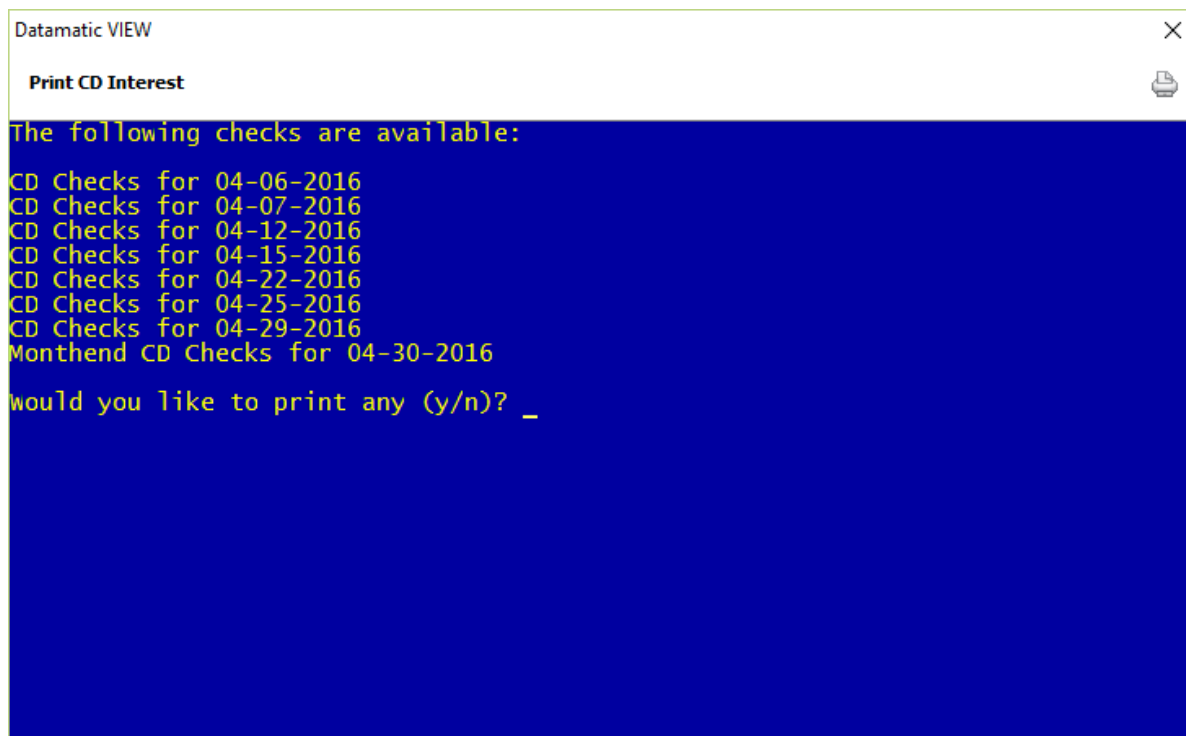 Datamatic VIEW
Print CD Interest
The following checks are available:
CD Checks for 04-06-2016
CD Checks for 04-07-2016
CD Checks for 04-12-2016
CD Checks for 04-15-2016
CD Checks for 04-22-2016
CD Checks for 04-25-2016
CD Checks for 04-29-2016
Monthend CD Checks for 04-30-2016
Would you like to print any (y/n)? _